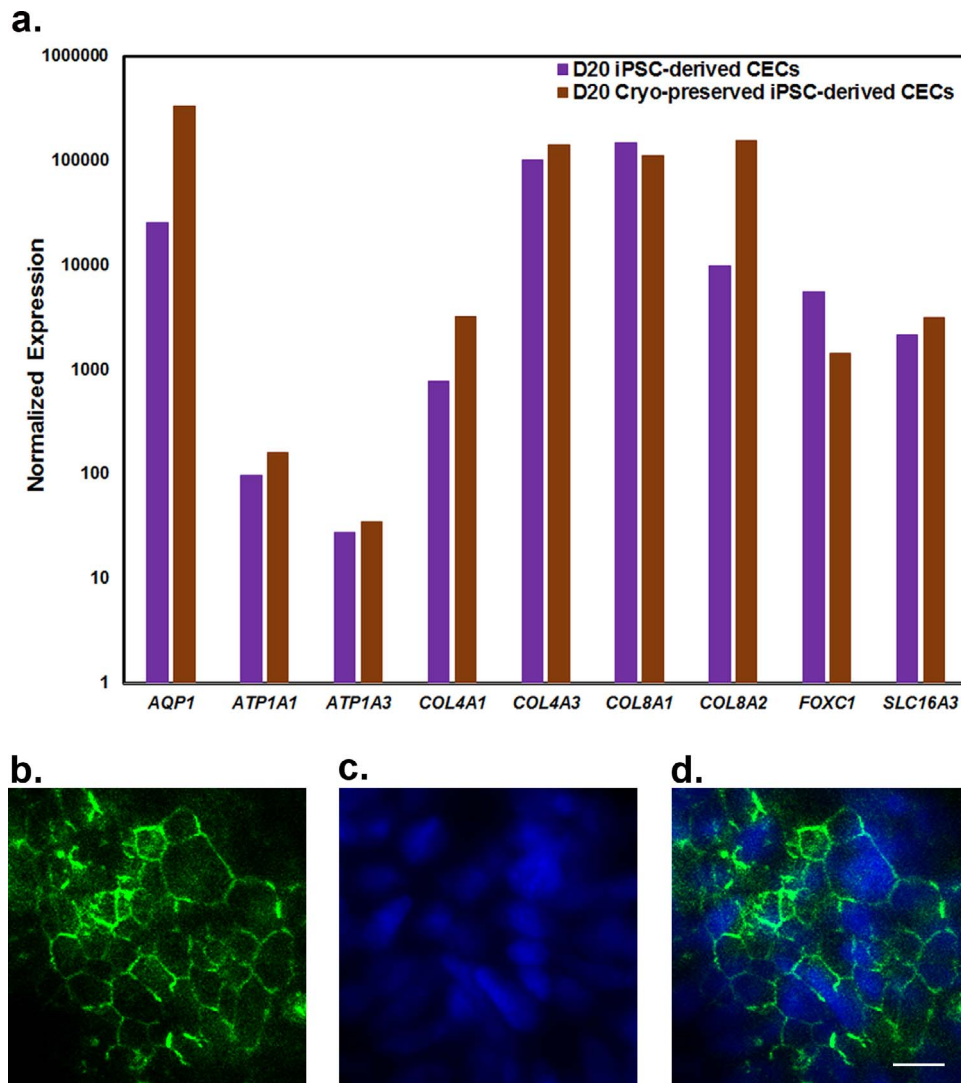 a.
1000000
100000
10000
1000
100
10
1
Normalized Expression
D20 iPSC-derived CECs
D20 Cryo-preserved iPSC-derived CECs
AQP1 ATP1A1 ATP1A3 COL4A1 COL4A3 COL8A1 COL8A2 FOXC1 SLC16A3
b. c. d.